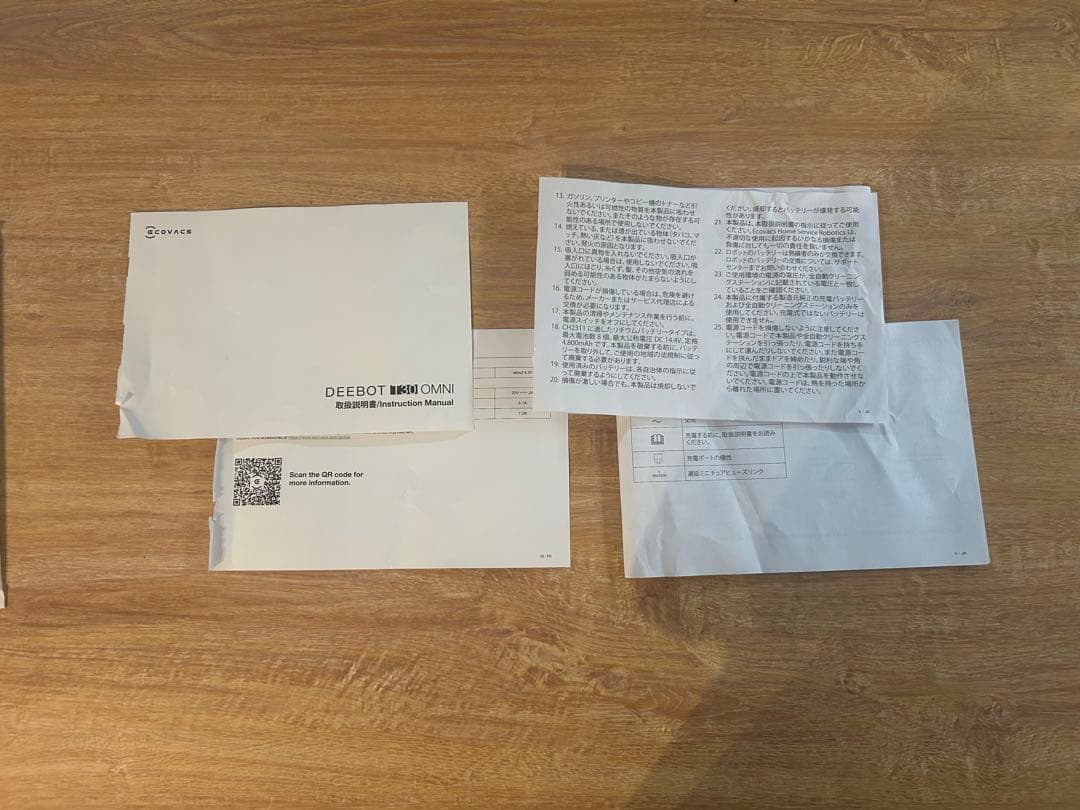 ecovacs
DEEBOT T30 OMNI
取扱説明書/Instruction Manual
about 6.5h
20V
0.1A
1.0A
Scan the QR code for
more information.
13. ガソリン、プリンターやコピー機のトナーなど引
火性あるいは可燃性の物質を本製品に吸わせ
ないでください。またそのような物が存在する可
能性のある場所で使用しないでください。
14. 燃えている、または煙が出ている物体 (タバコ、マ
ッチ、熱い灰など) を本製品に吸わせないでくだ
さい。発火の原因となります。
15. 吸入口に異物を入れないでください。吸入口が
塞がれている場合は、使用しないでください。吸
入口にほこり、糸くず、髪、その他空気の流れを
弱める可能性のある物体がたまらないようにし
てください。
16. 電源コードが損傷している場合は、危険を避け
るため、メーカーまたはサービス代理店による
交換が必要になります。
17. 本製品の清掃やメンテナンス作業を行う前に、
電源スイッチをオフにしてください。
18. CH2311 に適したリチウムバッテリータイプは、
最大電池数 8 個、最大公称電圧 DC 14.4V、定格
4,800mAh です。本製品を破棄する前に、バッテ
リーを取り外して、ご使用の地域の法規制に従っ
て廃棄する必要があります。
19. 使用済みのバッテリーは、各自治体の指示に従
って廃棄するようにしてください。
20. 損傷が激しい場合でも、本製品は焼却しないで
ください。焼却するとバッテリーが爆発する可能
性があります。
21. 本製品は、本取扱説明書の指示に従ってご使用
ください。Ecovacs Home Service Roboticsは、
不適切な使用に起因するいかなる損傷または
負傷に対しても一切の責任を負いません。
22. ロボットのバッテリーは熟練者のみが交換できます。
ロボットのバッテリーの交換については、サポート
センターまでお問い合わせください。
23. ご使用環境の電源の電圧が、全自動クリーニン
グステーションに記載されている電圧と一致し
ていることをご確認ください。
24. 本製品に付属する製造元純正の充電バッテリー
および全自動クリーニングステーションのみを
使用してください。充電式ではないバッテリーは
使用できません。
25. 電源コードを損傷しないように注意してくださ
い。電源コードで本製品や全自動クリーニングス
テーションを引っ張ったり、電源コードを持ち手
にして運んだりしないでください。また電源コー
ドを挟んだままドアを締めたり、鋭利な端や角
の周辺で電源コードを引っ張ったりしないでくだ
さい。電源コードの上で本製品を動作させな
いでください。電源コードは、熱を持った場所か
ら離れた場所に置いてください。
交流
充電する前に、取扱説明書をお読み
ください。
充電ポートの極性
遅延ミニチュアヒューズリンク